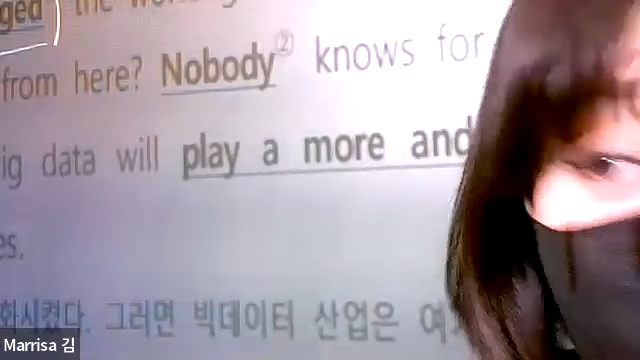 ged) the
from here? Nobody② knows for
ig data will play a more and
es.
화시켰다. 그러면 빅데이터 산업은 여
Marrisa 김